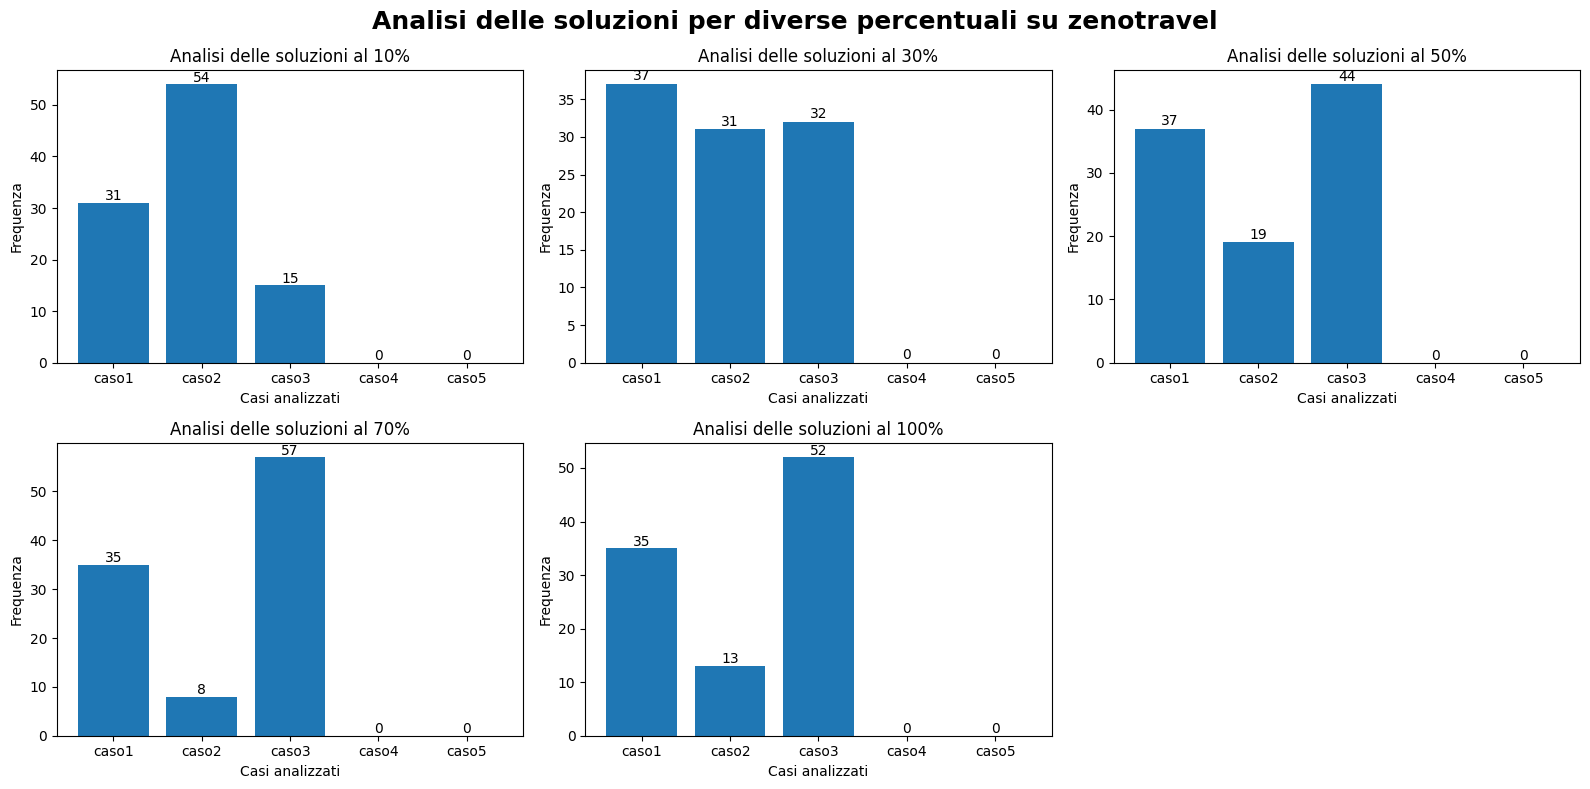 Analisi delle soluzioni per diverse percentuali su zenotravel
Analisi delle soluzioni al 10%
Frequenza
50
40
30
20
10
0
31
54
15
0
0
caso1 caso2 caso3 caso4 caso5
Casi analizzati
Analisi delle soluzioni al 30%
Frequenza
35
30
25
20
15
10
5
0
37
31
32
0
0
caso1 caso2 caso3 caso4 caso5
Casi analizzati
Analisi delle soluzioni al 50%
Frequenza
40
30
20
10
0
37
19
44
0
0
caso1 caso2 caso3 caso4 caso5
Casi analizzati
Analisi delle soluzioni al 70%
Frequenza
50
40
30
20
10
0
35
8
57
0
0
caso1 caso2 caso3 caso4 caso5
Casi analizzati
Analisi delle soluzioni al 100%
Frequenza
50
40
30
20
10
0
35
13
52
0
0
caso1 caso2 caso3 caso4 caso5
Casi analizzati